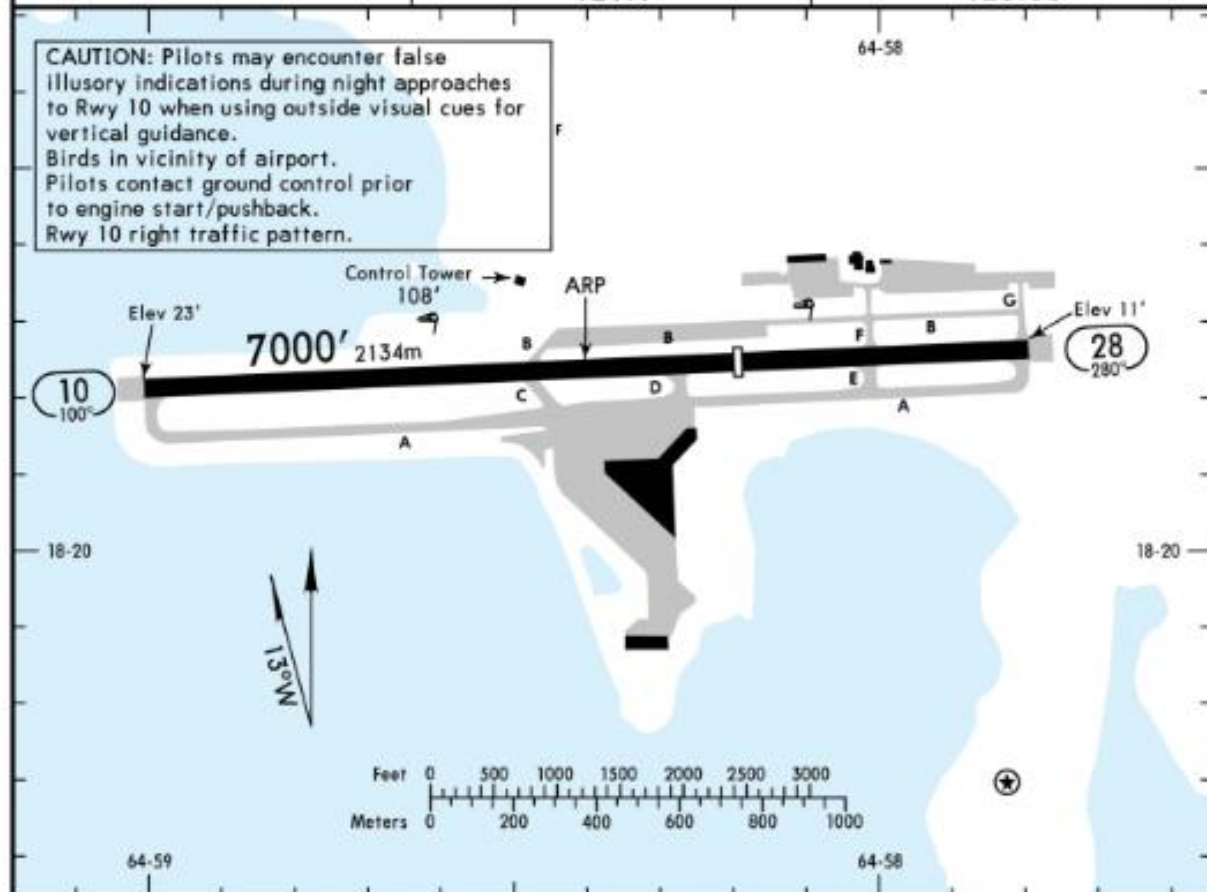 64-58
CAUTION: Pilots may encounter false
illusory indications during night approaches
to Rwy 10 when using outside visual cues for
vertical guidance.
Birds in vicinity of airport.
Pilots contact ground control prior
to engine start/pushback.
Rwy 10 right traffic pattern.
F
Control Tower
108'
ARP
Elev 23'
Elev 11'
7000' 2134m
G
B
B
F
B
28
280°
10
100°
C
D
E
A
A
18-20
18-20
13°W
Feet 0 500 1000 1500 2000 2500 3000
Meters 0 200 400 600 800 1000
64-59
64-58